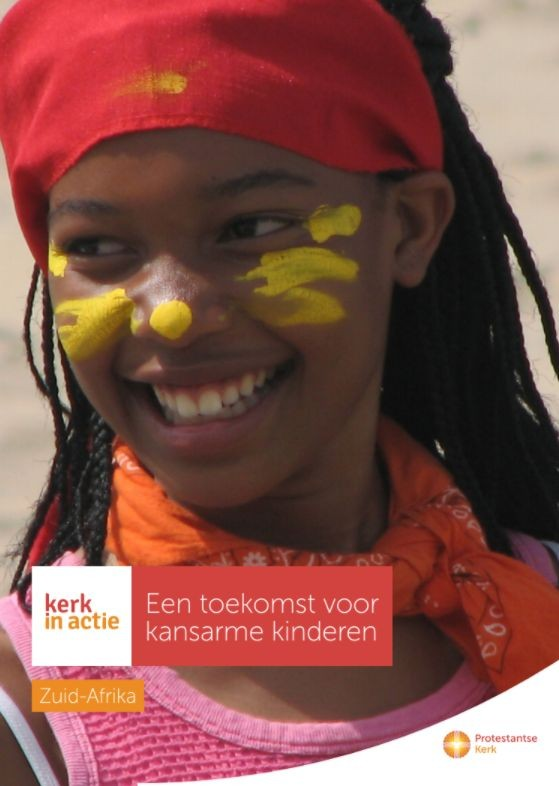 kerk
in actie
Een toekomst voor
kansarme kinderen
Zuid-Afrika
Protestantse
Kerk